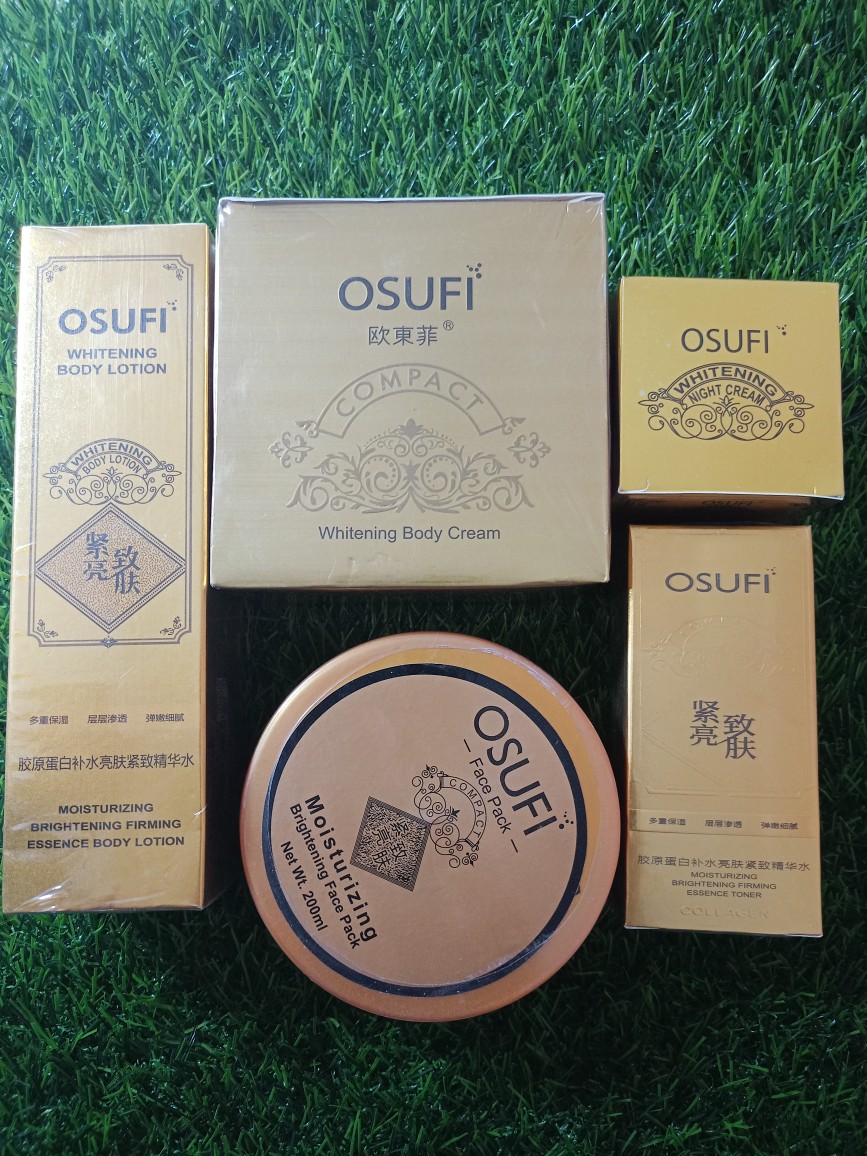 OSUFI
WHITENING
BODY LOTION
WHITENING
BODY LOTION
紧致
亮肤
多重保湿 层层渗透 弹嫩细腻
胶原蛋白补水亮肤紧致精华水
MOISTURIZING
BRIGHTENING FIRMING
ESSENCE BODY LOTION
OSUFI
欧東菲®
COMPACT
Whitening Body Cream
OSUFI
WHITENING
NIGHT CREAM
OSUFI
OSUFI
— Face Pack —
COMPACT
紧致
亮肤
Moisturizing
Brightening Face Pack
Net Wt. 200ml
OSUFI
紧致
亮肤
多重保湿 层层渗透 弹嫩细腻
胶原蛋白补水亮肤紧致精华水
MOISTURIZING
BRIGHTENING FIRMING
ESSENCE TONER
COLLAGEN